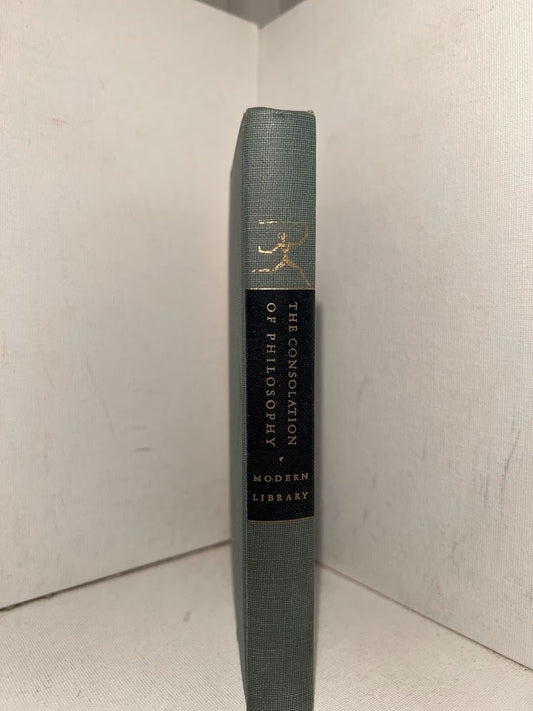 THE CONSOLATION
OF PHILOSOPHY
MODERN
LIBRARY